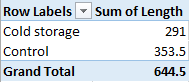 Row Labels Sum of Length
Cold storage 291
Control 353.5
Grand Total 644.5